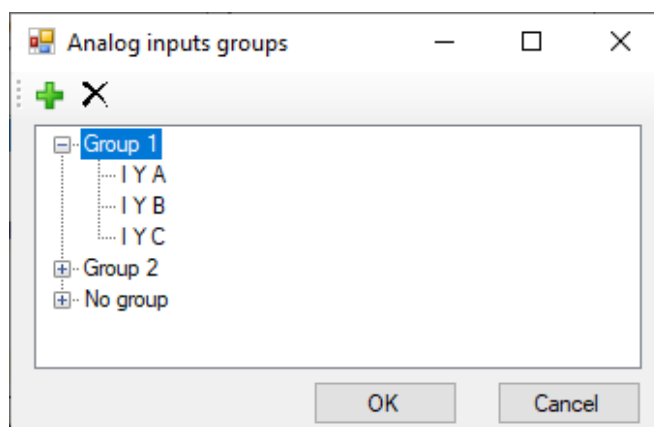 Analog inputs groups
Group 1
I Y A
I Y B
I Y C
Group 2
No group
OK
Cancel